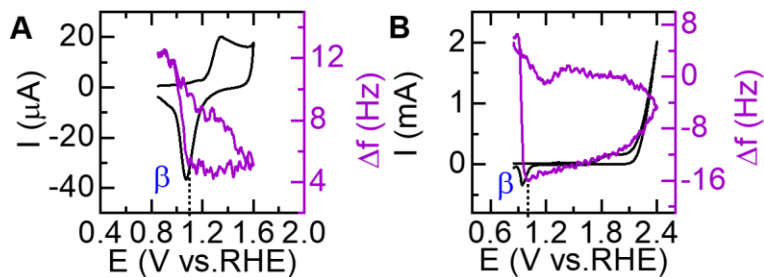 A
B
20
0
-20
-40
I (μA)
12
8
4
Δf (Hz)
β
0.4 0.8 1.2 1.6 2.0
E (V vs.RHE)
2
1
0
I (mA)
8
0
-8
-16
Δf (Hz)
β
0.6 1.2 1.8 2.4
E (V vs.RHE)